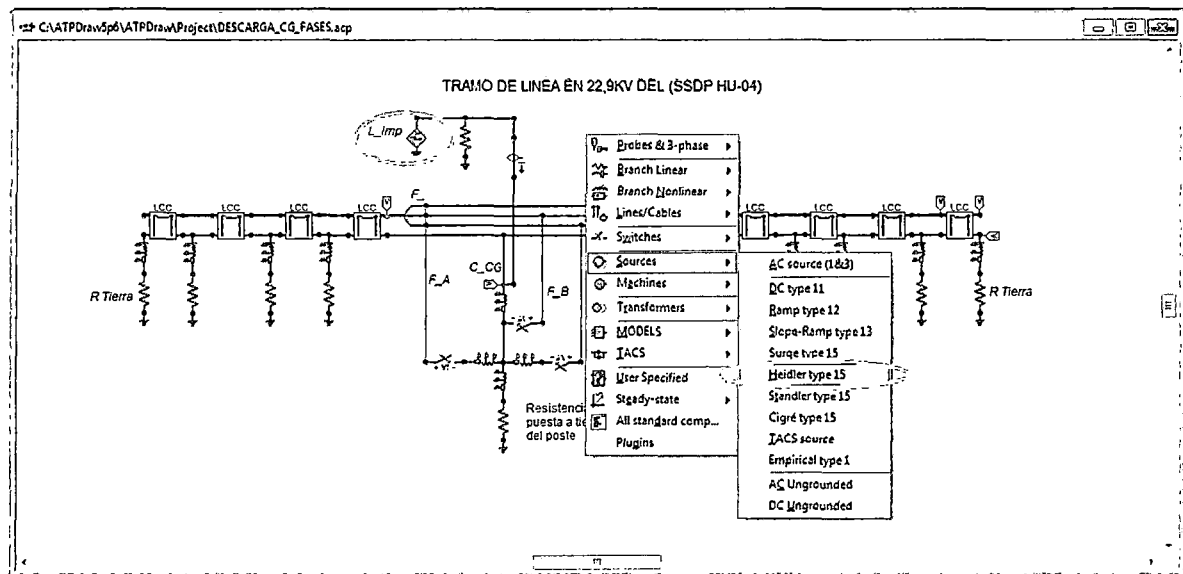 C:\ATPDraw5p6\ATPDraw\Project\DESCARGA_CG_FASES.acp
TRAMO DE LINEA EN 22,9KV DEL (SSDP HU-04)
L_Imp
I
LCC
LCC
LCC
LCC
V
F_
LCC
LCC
LCC
V
LCC
V
R Tierra
F_A
C_CG
F_B
R Tierra
Resistenci
puesta a tie
del poste
Probes & 3-phase
Branch Linear
Branch Nonlinear
Lines/Cables
Switches
Sources
Machines
Transformers
MODELS
TACS
User Specified
Steady-state
All standard comp...
Plugins
AC source (1&3)
DC type 11
Ramp type 12
Slope-Ramp type 13
Surge type 15
Heidler type 15
Standler type 15
Cigré type 15
TACS source
Empirical type 1
AC Ungrounded
DC Ungrounded